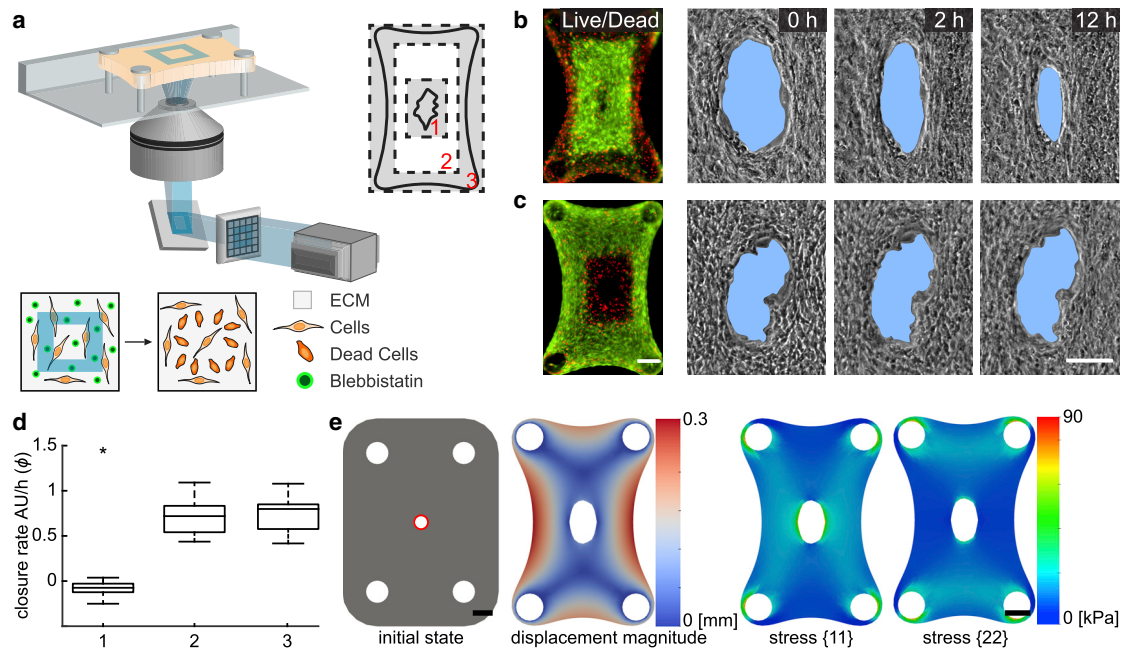 a
1
2
3
ECM
Cells
Dead Cells
Blebbistatin
b
Live/Dead
0 h
2 h
12 h
c
d
closure rate AU/h (ϕ)
1.5
1
0.5
0
*
1
2
3
e
initial state
displacement magnitude
0.3
0 [mm]
stress {11}
stress {22}
90
0 [kPa]